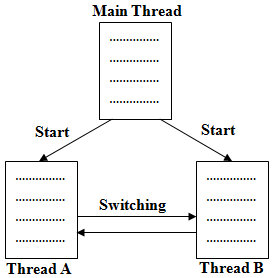 Main Thread
Start
Start
Switching
Thread A
Thread B